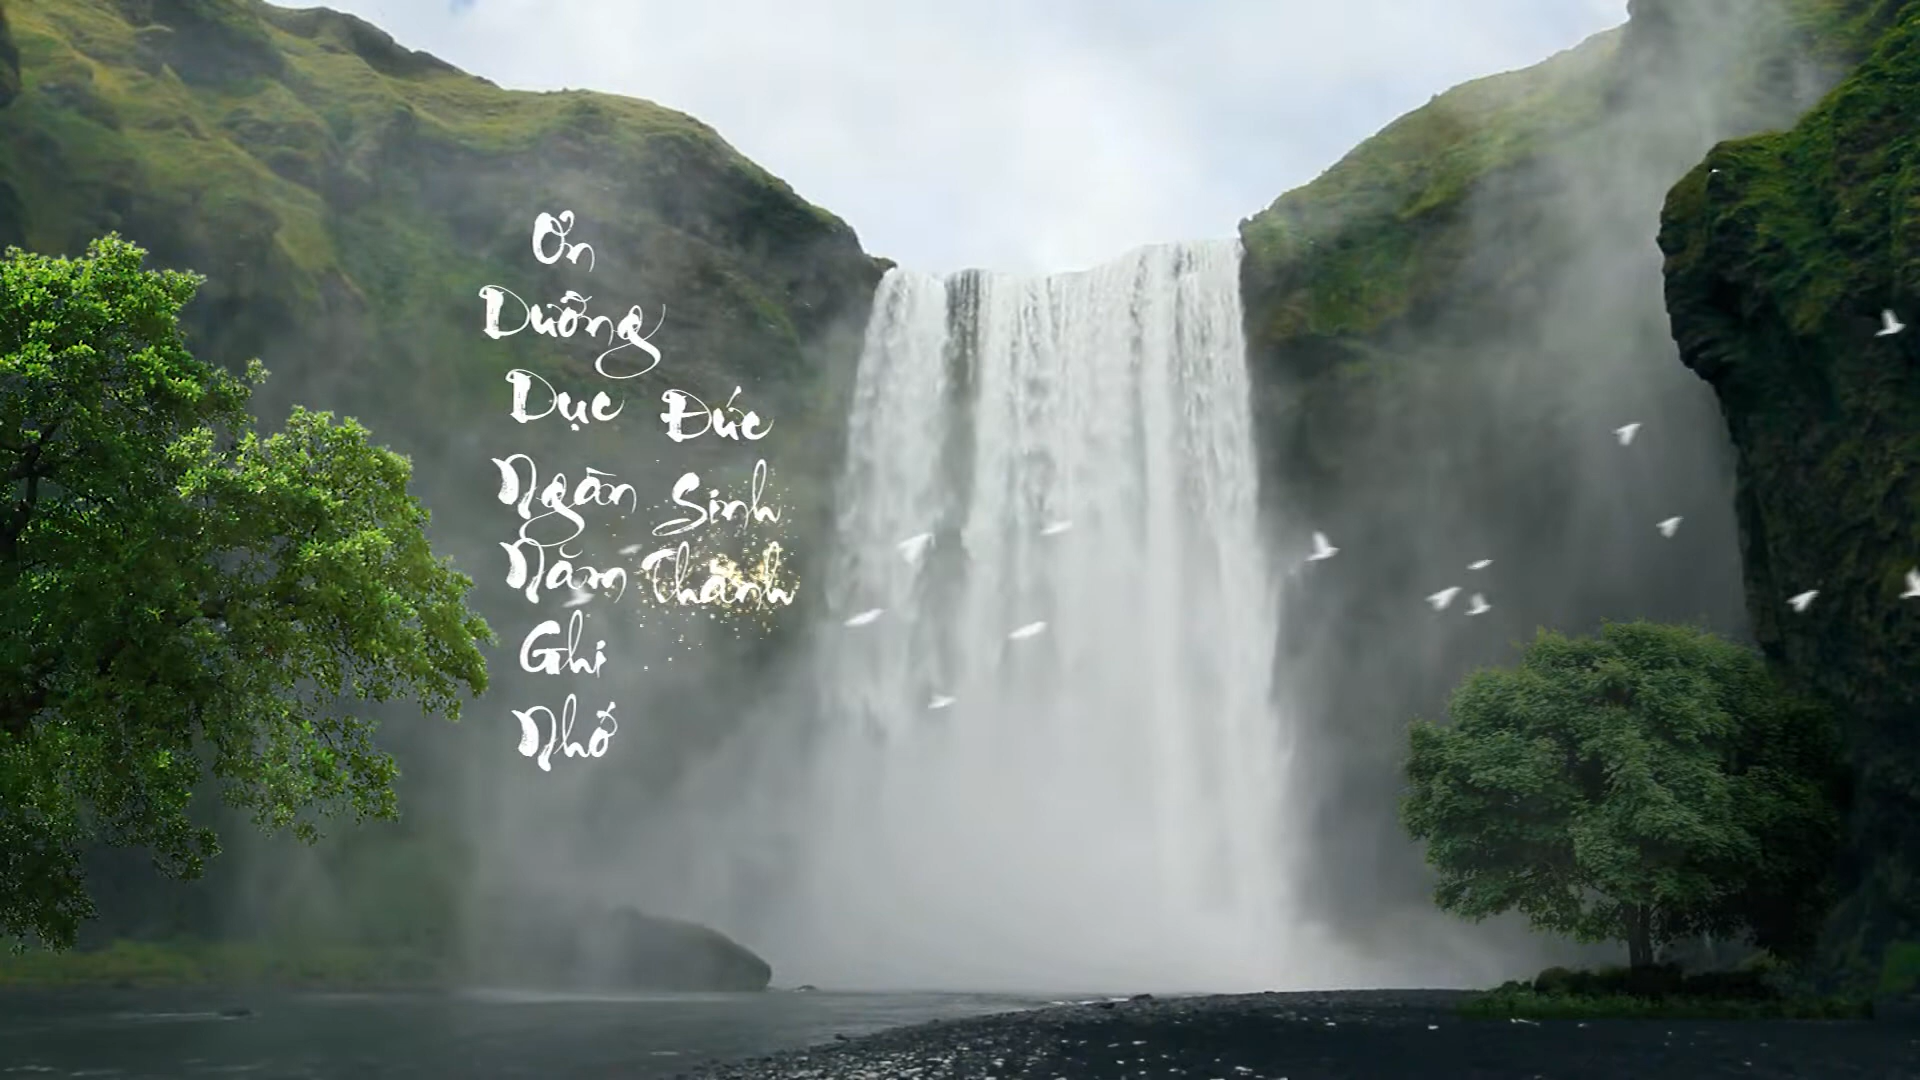 Ơn
Dưỡng
Dục
Ngàn
Năm
Ghi
Nhớ
Đức
Sinh
Thành